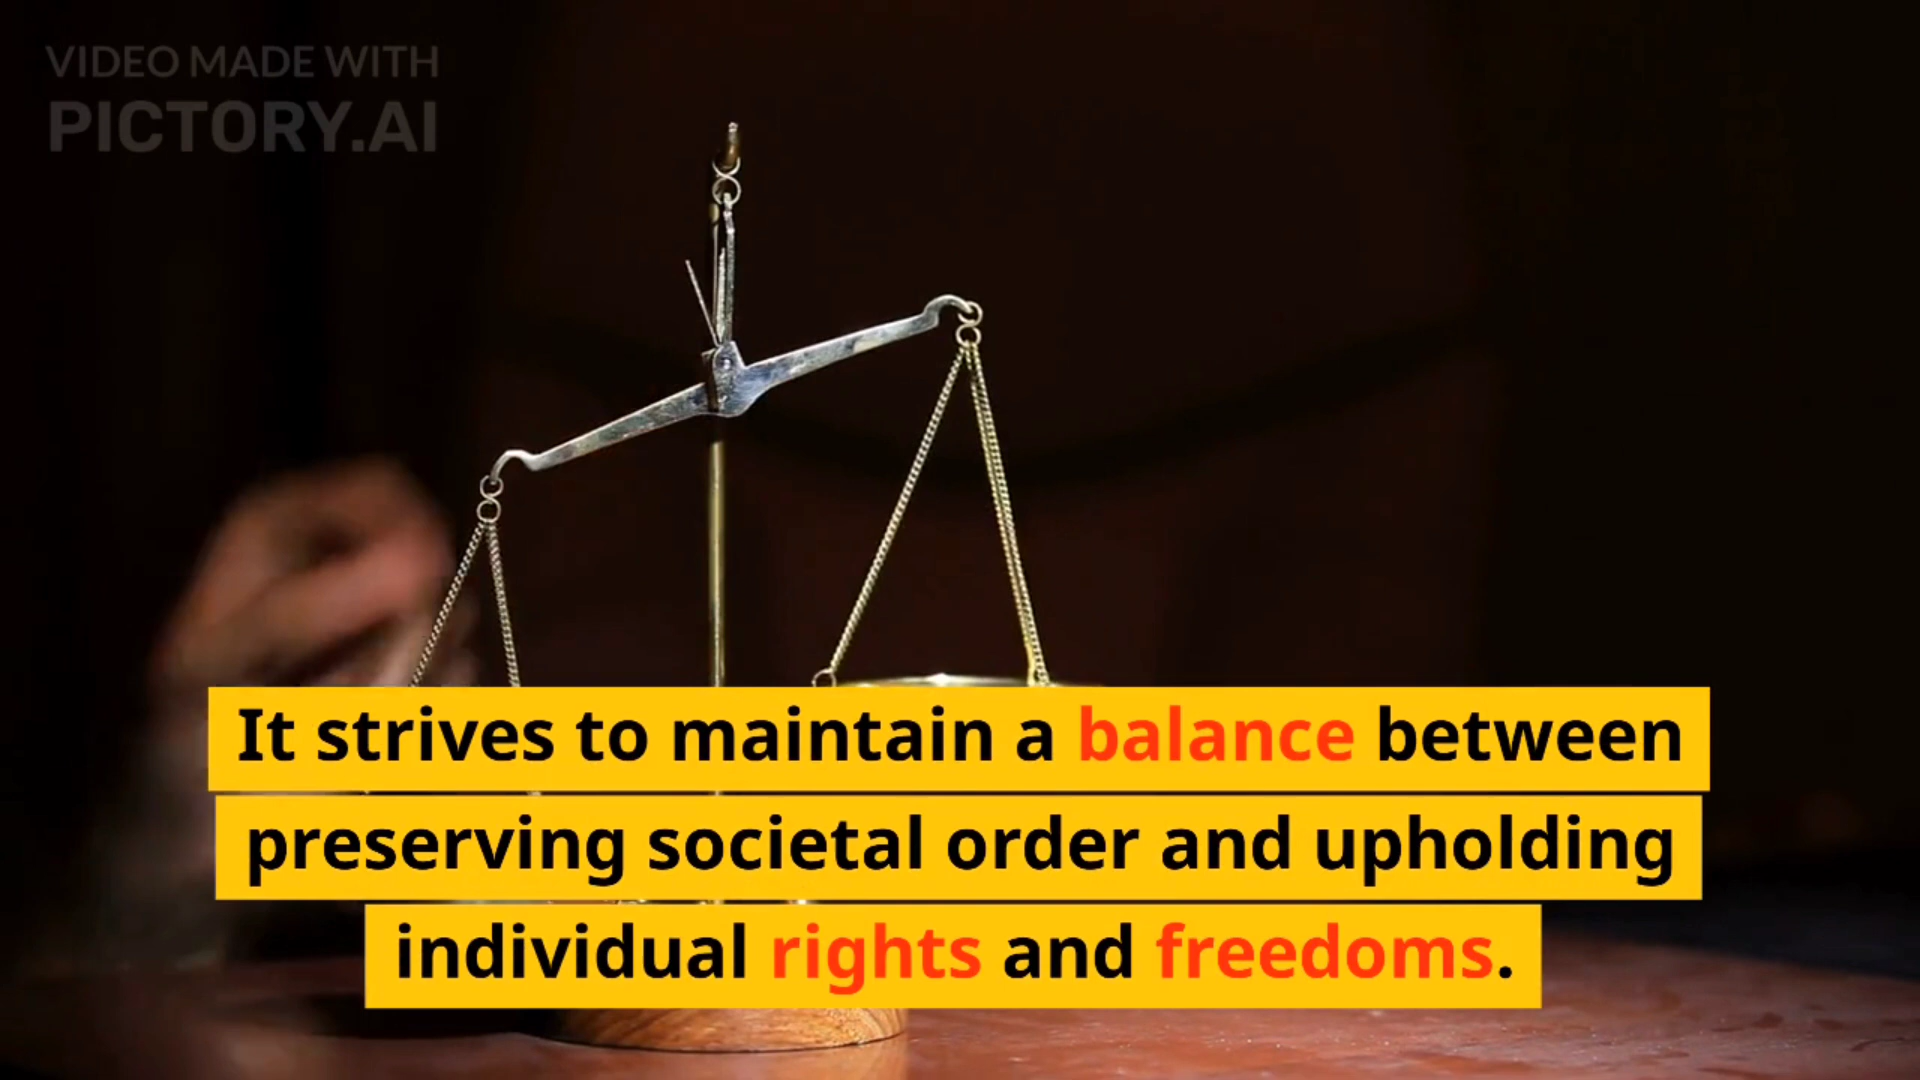 VIDEO MADE WITH
PICTORY.AI
It strives to maintain a balance between
preserving societal order and upholding
individual rights and freedoms.